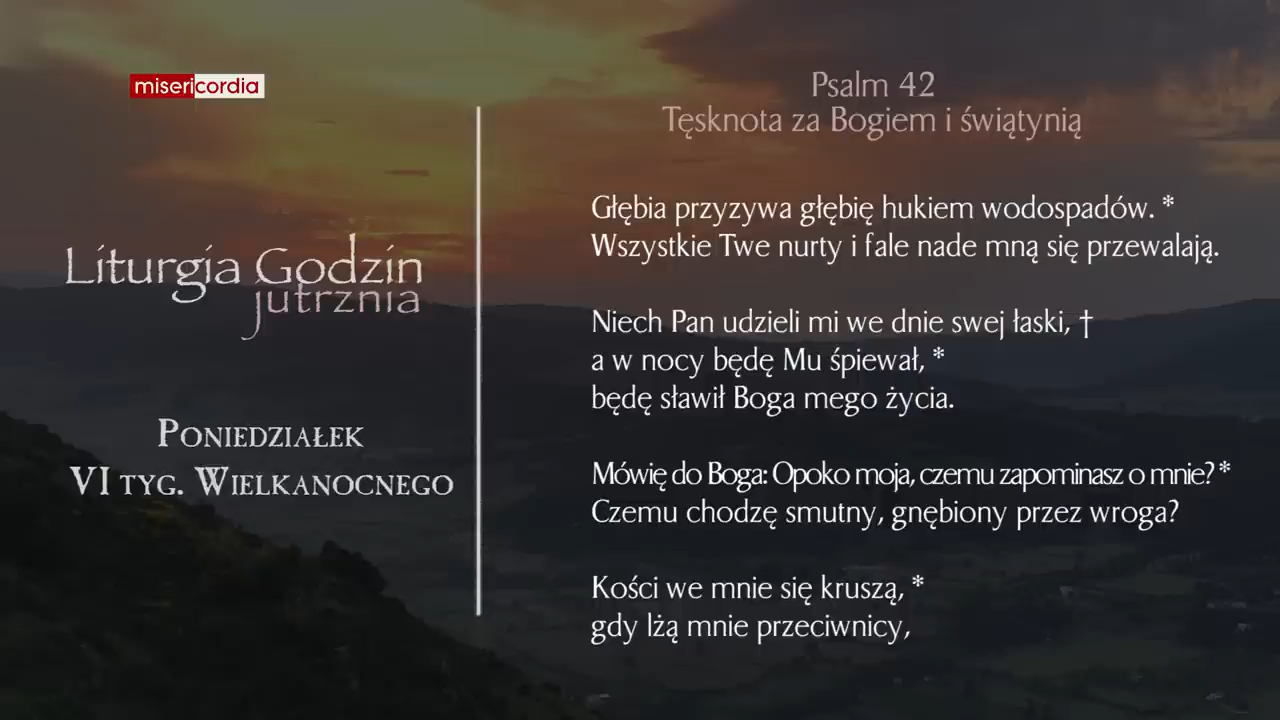 misericordia
Liturgia Godzin
jutrznia
Poniedziałek
VI tyg. Wielkanocnego
Psalm 42
Tęsknota za Bogiem i świątynią
Głębia przyzywa głębię hukiem wodospadów. *
Wszystkie Twe nurty i fale nade mną się przewalają.
Niech Pan udzieli mi we dnie swej łaski, †
a w nocy będę Mu śpiewał, *
będę sławił Boga mego życia.
Mówię do Boga: Opoko moja, czemu zapominasz o mnie? *
Czemu chodzę smutny, gnębiony przez wroga?
Kości we mnie się kruszą, *
gdy lżą mnie przeciwnicy,